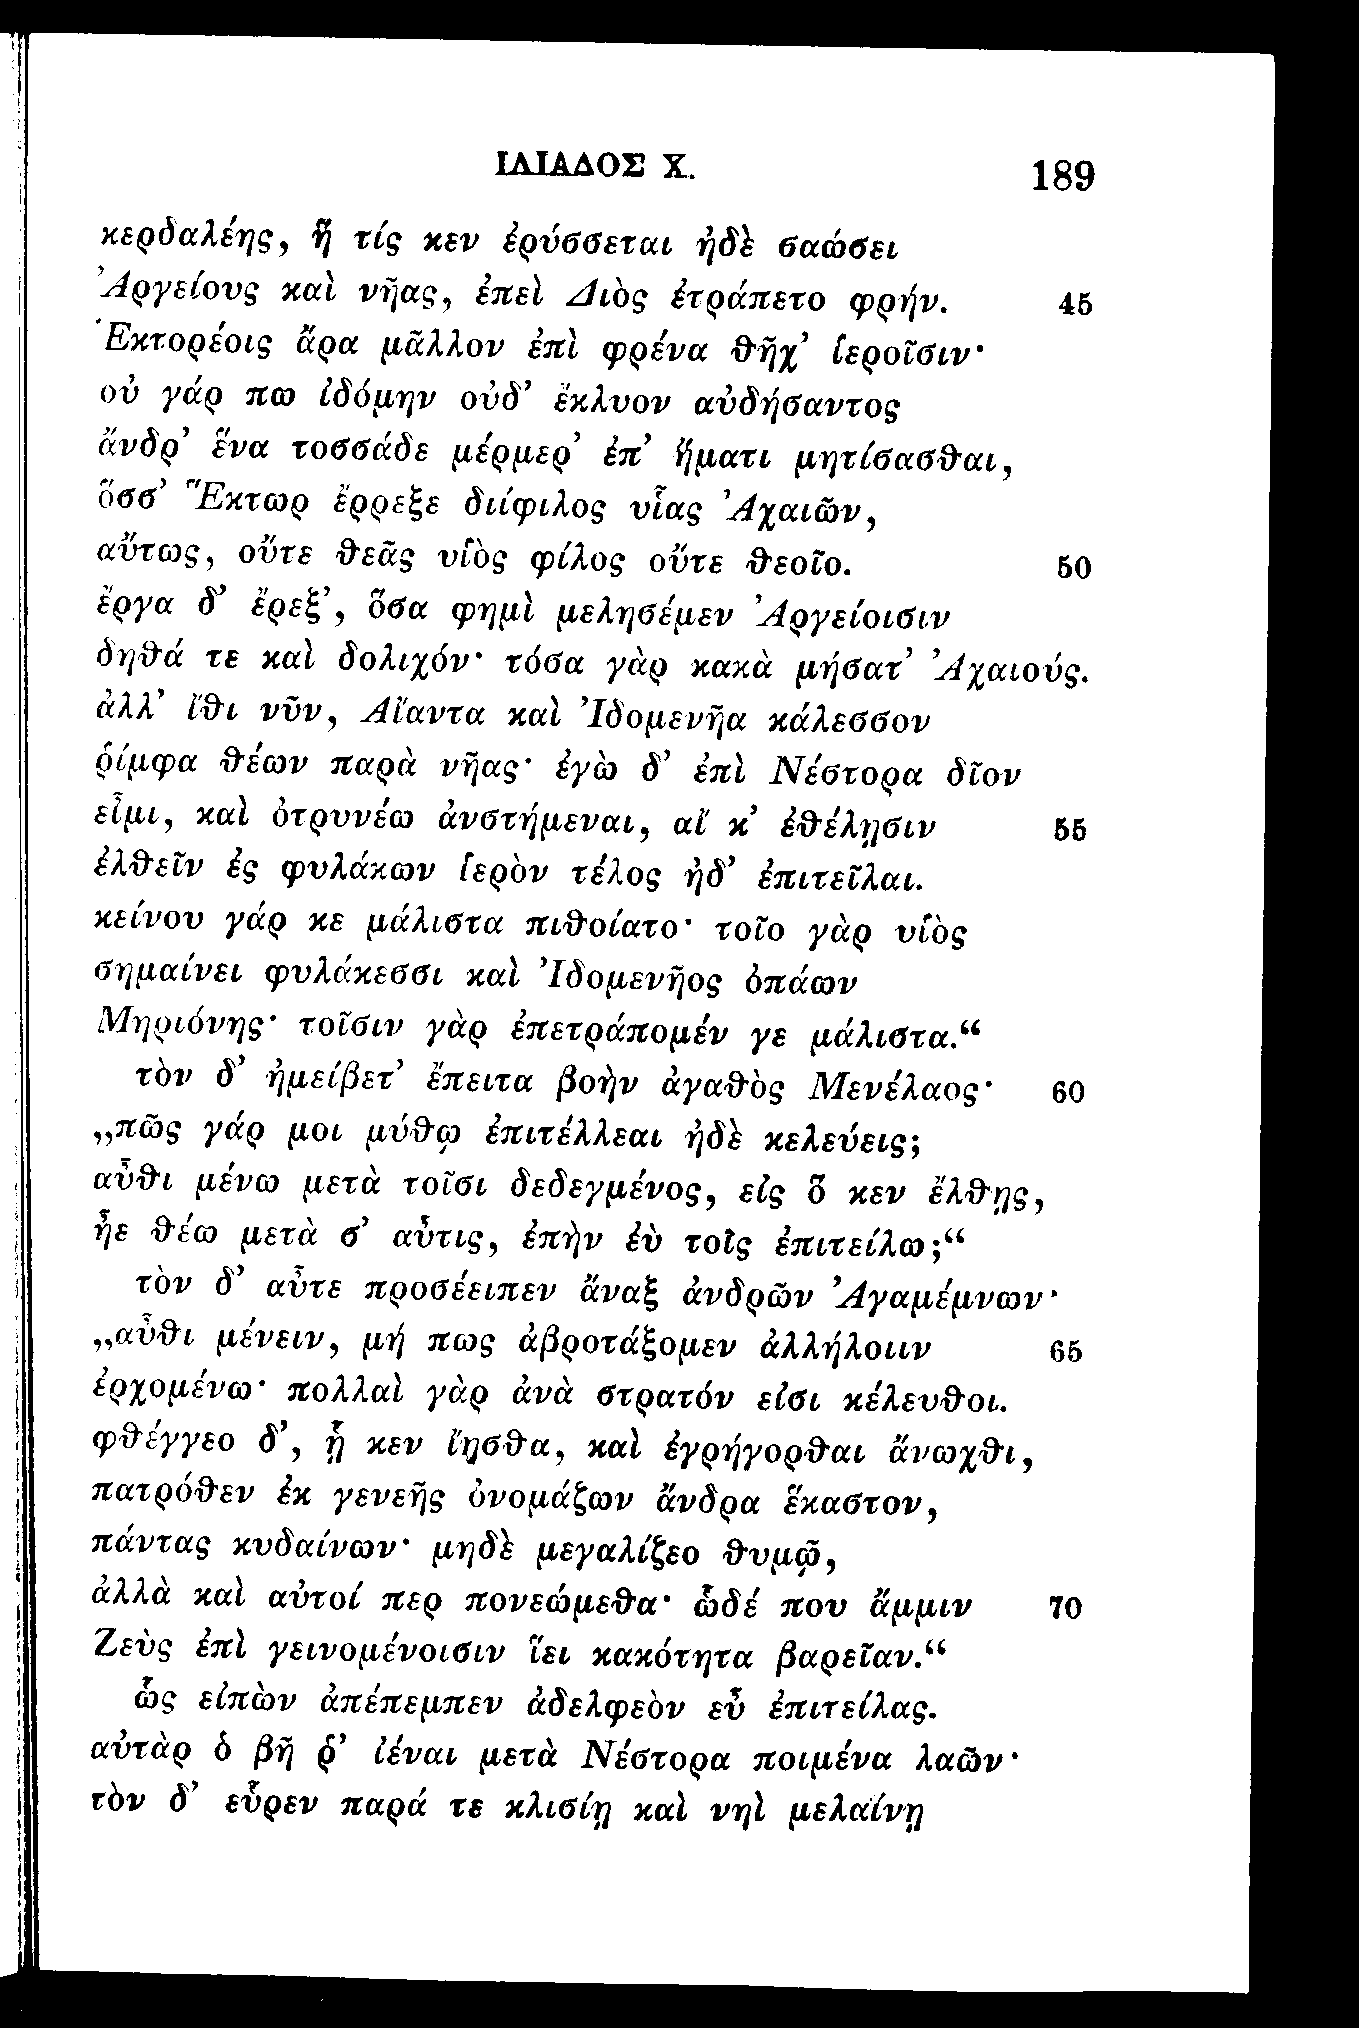 ΙΛΙΑΔΟΣ Χ.
189
κερδαλέης, ἥ τίς κεν ἐρύσσεται ἠδὲ σαώσει
Ἀργείους καὶ νῆας, ἐπεὶ Διὸς ἐτράπετο φρήν. 45
Ἑκτορέοις ἄρα μᾶλλον ἐπὶ φρένα θῆχ’ ἱεροῖσιν·
οὐ γάρ πω ἰδόμην οὐδ’ ἔκλυον αὐδήσαντος
ἄνδρ’ ἕνα τοσσάδε μέρμερ’ ἐπ’ ἤματι μητίσασθαι,
ὅσσ’ Ἕκτωρ ἔρρεξε διίφιλος υἷας Ἀχαιῶν,
αὔτως, οὔτε θεᾶς υἱὸς φίλος οὔτε θεοῖο. 50
ἔργα δ’ ἔρεξ’, ὅσα φημὶ μελησέμεν Ἀργείοισιν
δηθά τε καὶ δολιχόν· τόσα γὰρ κακὰ μήσατ’ Ἀχαιούς.
ἀλλ’ ἴθι νῦν, Αἴαντα καὶ Ἰδομενῆα κάλεσσον
ῥίμφα θέων παρὰ νῆας· ἐγὼ δ’ ἐπὶ Νέστορα δῖον
εἶμι, καὶ ὀτρυνέω ἀνστήμεναι, αἴ κ’ ἐθέλῃσιν 55
ἐλθεῖν ἐς φυλάκων ἱερὸν τέλος ἠδ’ ἐπιτεῖλαι.
κείνου γάρ κε μάλιστα πιθοίατο· τοῖο γὰρ υἱὸς
σημαίνει φυλάκεσσι καὶ Ἰδομενῆος ὀπάων
Μηριόνης· τοῖσιν γὰρ ἐπετράπομέν γε μάλιστα.“
τὸν δ’ ἠμείβετ’ ἔπειτα βοὴν ἀγαθὸς Μενέλαος· 60
„πῶς γάρ μοι μύθῳ ἐπιτέλλεαι ἠδὲ κελεύεις;
αὖθι μένω μετὰ τοῖσι δεδεγμένος, εἰς ὅ κεν ἔλθῃς,
ἦε θέω μετὰ σ’ αὖτις, ἐπὴν ἐὺ τοῖς ἐπιτείλω;“
τὸν δ’ αὖτε προσέειπεν ἄναξ ἀνδρῶν Ἀγαμέμνων·
„αὖθι μένειν, μή πως ἀβροτάξομεν ἀλλήλοιιν 65
ἐρχομένω· πολλαὶ γὰρ ἀνὰ στρατόν εἰσι κέλευθοι.
φθέγγεο δ’, ᾗ κεν ἴῃσθα, καὶ ἐγρήγορθαι ἄνωχθι,
πατρόθεν ἐκ γενεῆς ὀνομάζων ἄνδρα ἕκαστον,
πάντας κυδαίνων· μηδὲ μεγαλίζεο θυμῷ,
ἀλλὰ καὶ αὐτοί περ πονεώμεθα· ὧδέ που ἄμμιν 70
Ζεὺς ἐπὶ γεινομένοισιν ἵει κακότητα βαρεῖαν.“
ὣς εἰπὼν ἀπέπεμπεν ἀδελφεὸν εὖ ἐπιτείλας.
αὐτὰρ ὁ βῆ ῥ’ ἰέναι μετὰ Νέστορα ποιμένα λαῶν·
τὸν δ’ εὗρεν παρά τε κλισίῃ καὶ νηὶ μελαίνῃ